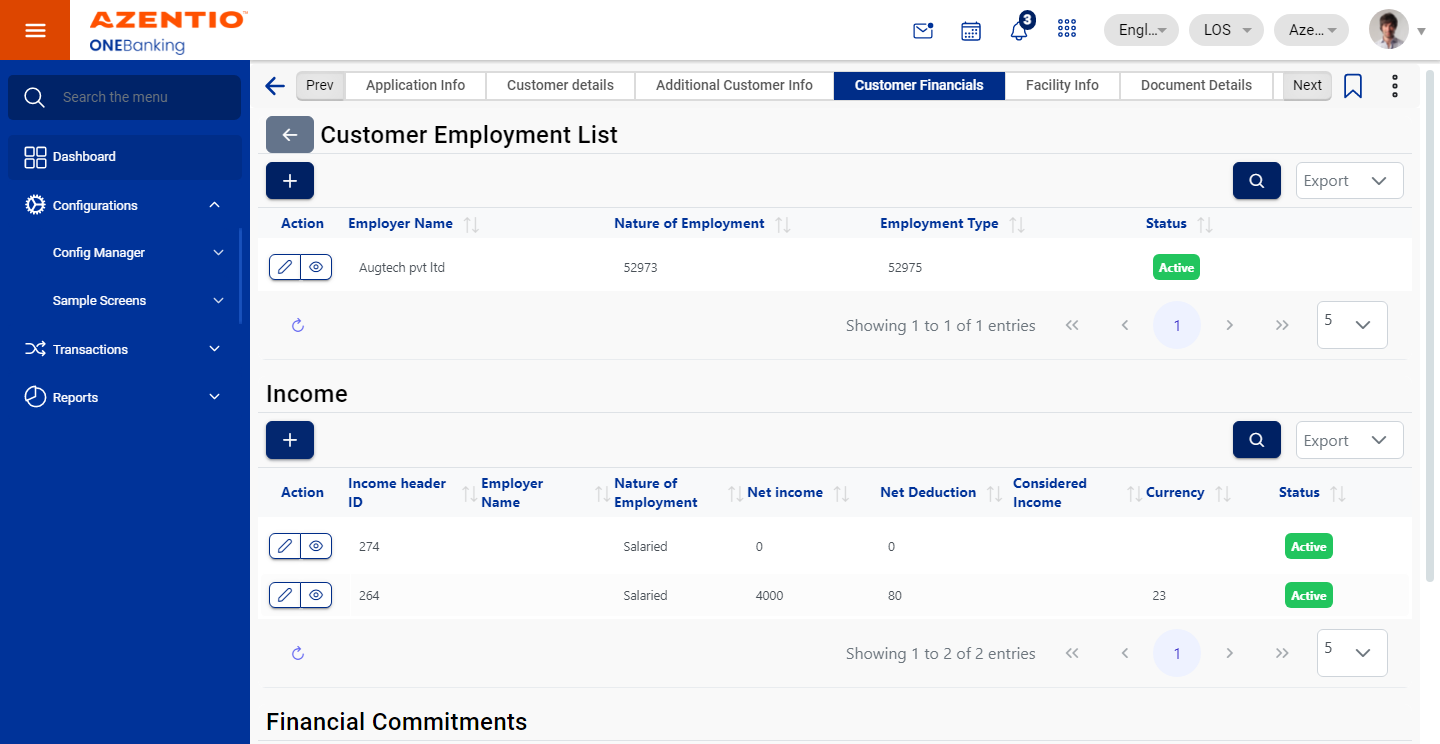 AZENTIO™
ONEBanking
3
Engl...
LOS
Aze...
Search the menu
Dashboard
Configurations
Config Manager
Sample Screens
Transactions
Reports
Prev
Application Info
Customer details
Additional Customer Info
Customer Financials
Facility Info
Document Details
Next
Customer Employment List
Export
Action Employer Name Nature of Employment Employment Type Status
Augtech pvt ltd 52973 52975 Active
Showing 1 to 1 of 1 entries 1 5
Income
Export
Action Income header ID Employer Name Nature of Employment Net income Net Deduction Considered Income Currency Status
274 Salaried 0 0 Active
264 Salaried 4000 80 23 Active
Showing 1 to 2 of 2 entries 1 5
Financial Commitments